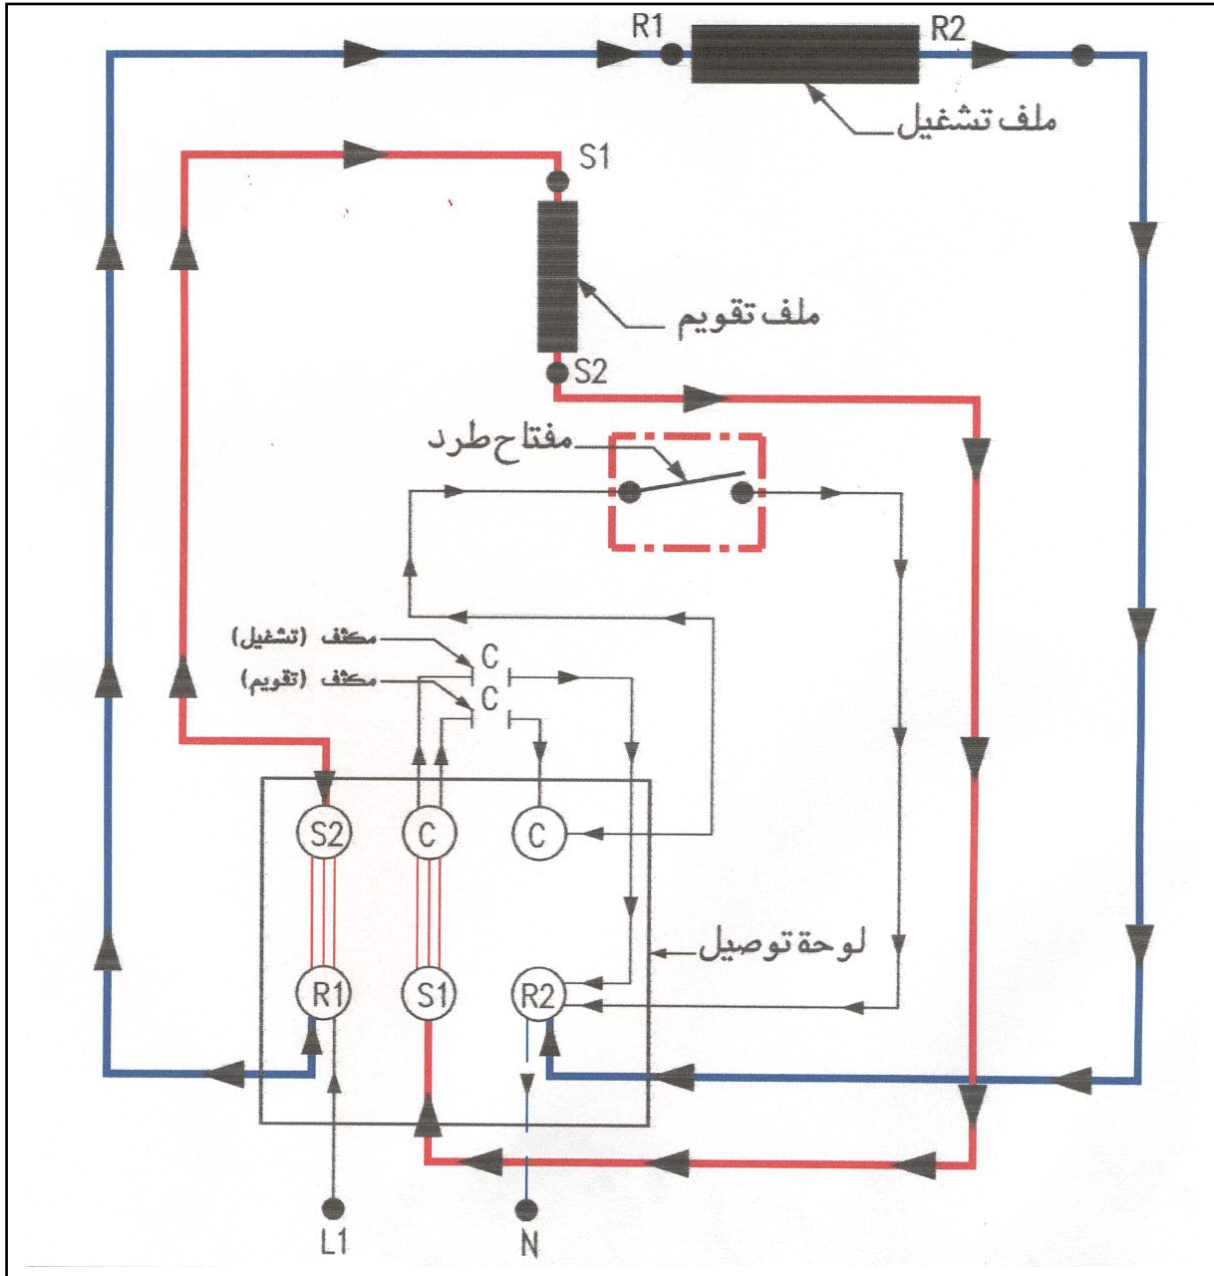 R1
R2
ملف تشغيل
S1
ملف تقويم
S2
مفتاح طرد
مكثف (تشغيل)
C
مكثف (تقويم)
C
S2
C
C
لوحة توصيل
R1
S1
R2
L1
N